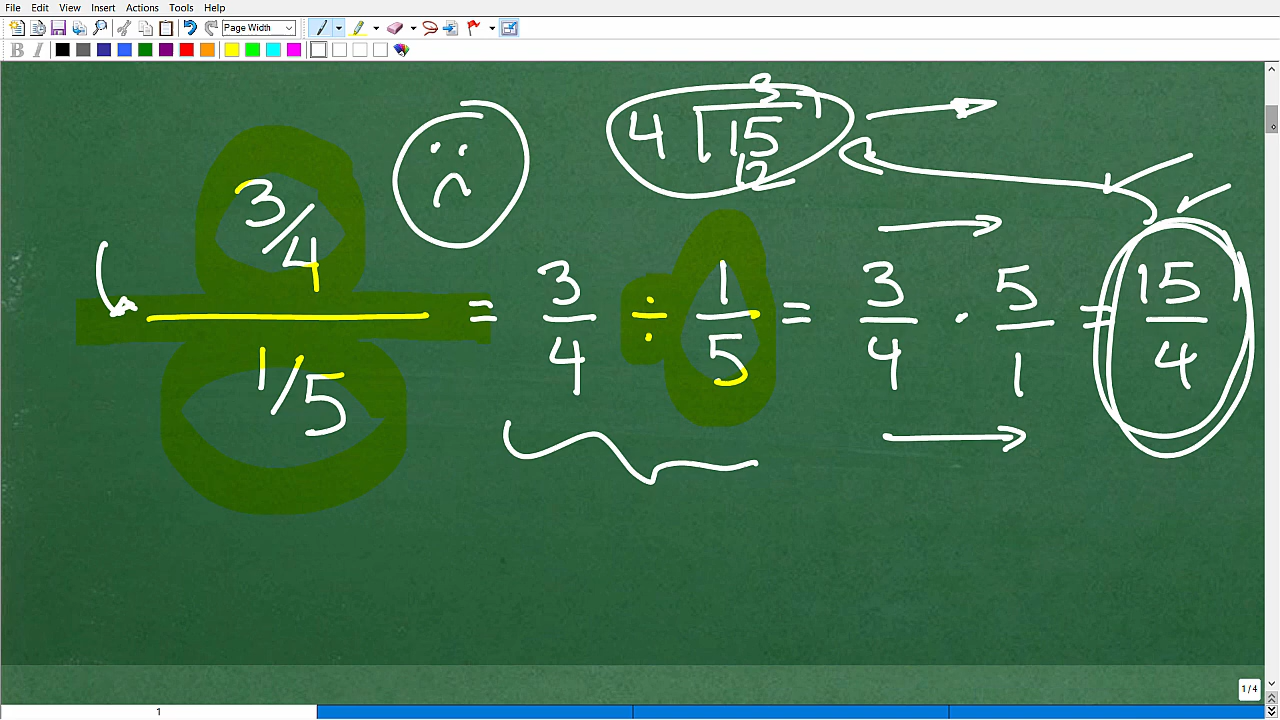 File Edit View Insert Actions Tools Help
Page Width
B I
3
4 15
12
3/4 = 3/4 ÷ 1/5 = 3/4 · 5/1 = 15/4
1/5
1/4
1